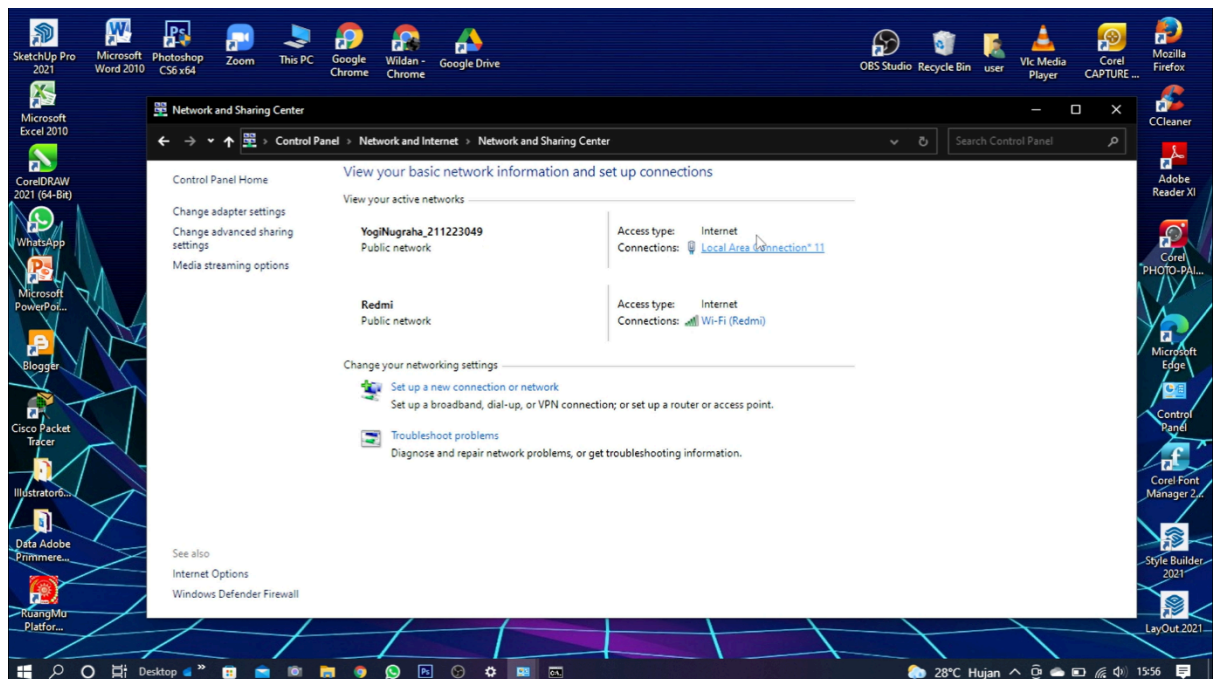 SketchUp Pro
2021
Microsoft
Word 2010
Photoshop
CS6 x64
Zoom
This PC
Google
Chrome
Wildan -
Chrome
Google Drive
OBS Studio
Recycle Bin
user
Vlc Media
Player
Corel
CAPTURE ...
Mozilla
Firefox
Microsoft
Excel 2010
CorelDRAW
2021 (64-Bit)
WhatsApp
Microsoft
PowerPoi...
Blogger
Cisco Packet
Tracer
Illustrator6...
Data Adobe
Primmere...
RuangMu
Platfor...
Network and Sharing Center
Control Panel > Network and Internet > Network and Sharing Center
Search Control Panel
Control Panel Home
Change adapter settings
Change advanced sharing
settings
Media streaming options
See also
Internet Options
Windows Defender Firewall
View your basic network information and set up connections
View your active networks
YogiNugraha_211223049
Public network
Access type: Internet
Connections: Local Area Connection* 11
Redmi
Public network
Access type: Internet
Connections: Wi-Fi (Redmi)
Change your networking settings
Set up a new connection or network
Set up a broadband, dial-up, or VPN connection; or set up a router or access point.
Troubleshoot problems
Diagnose and repair network problems, or get troubleshooting information.
CCleaner
Adobe
Reader XI
Corel
PHOTO-PAI...
Microsoft
Edge
Control
Panel
Corel Font
Manager 2...
Style Builder
2021
LayOut 2021
Desktop »
28°C Hujan
15:56